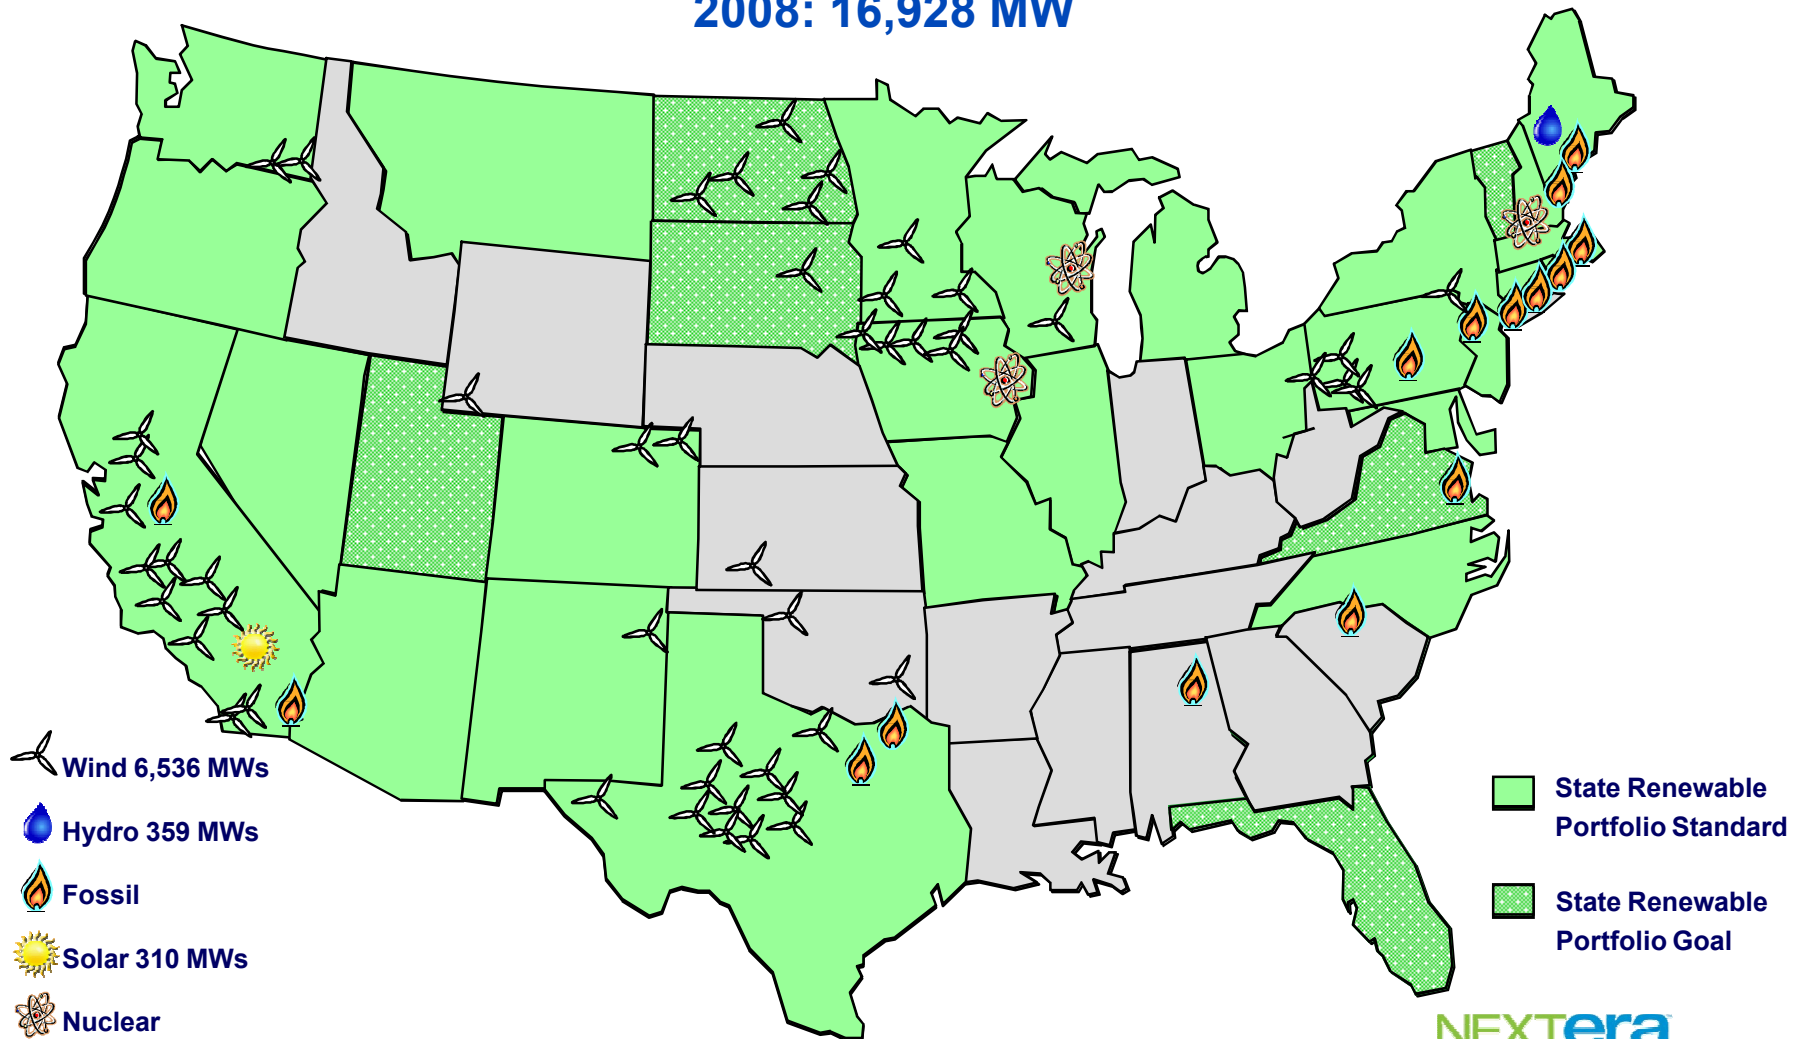 2008: 16,928 MW
Wind 6,536 MWs
Hydro 359 MWs
Fossil
Solar 310 MWs
Nuclear
State Renewable
Portfolio Standard
State Renewable
Portfolio Goal
NEXTera